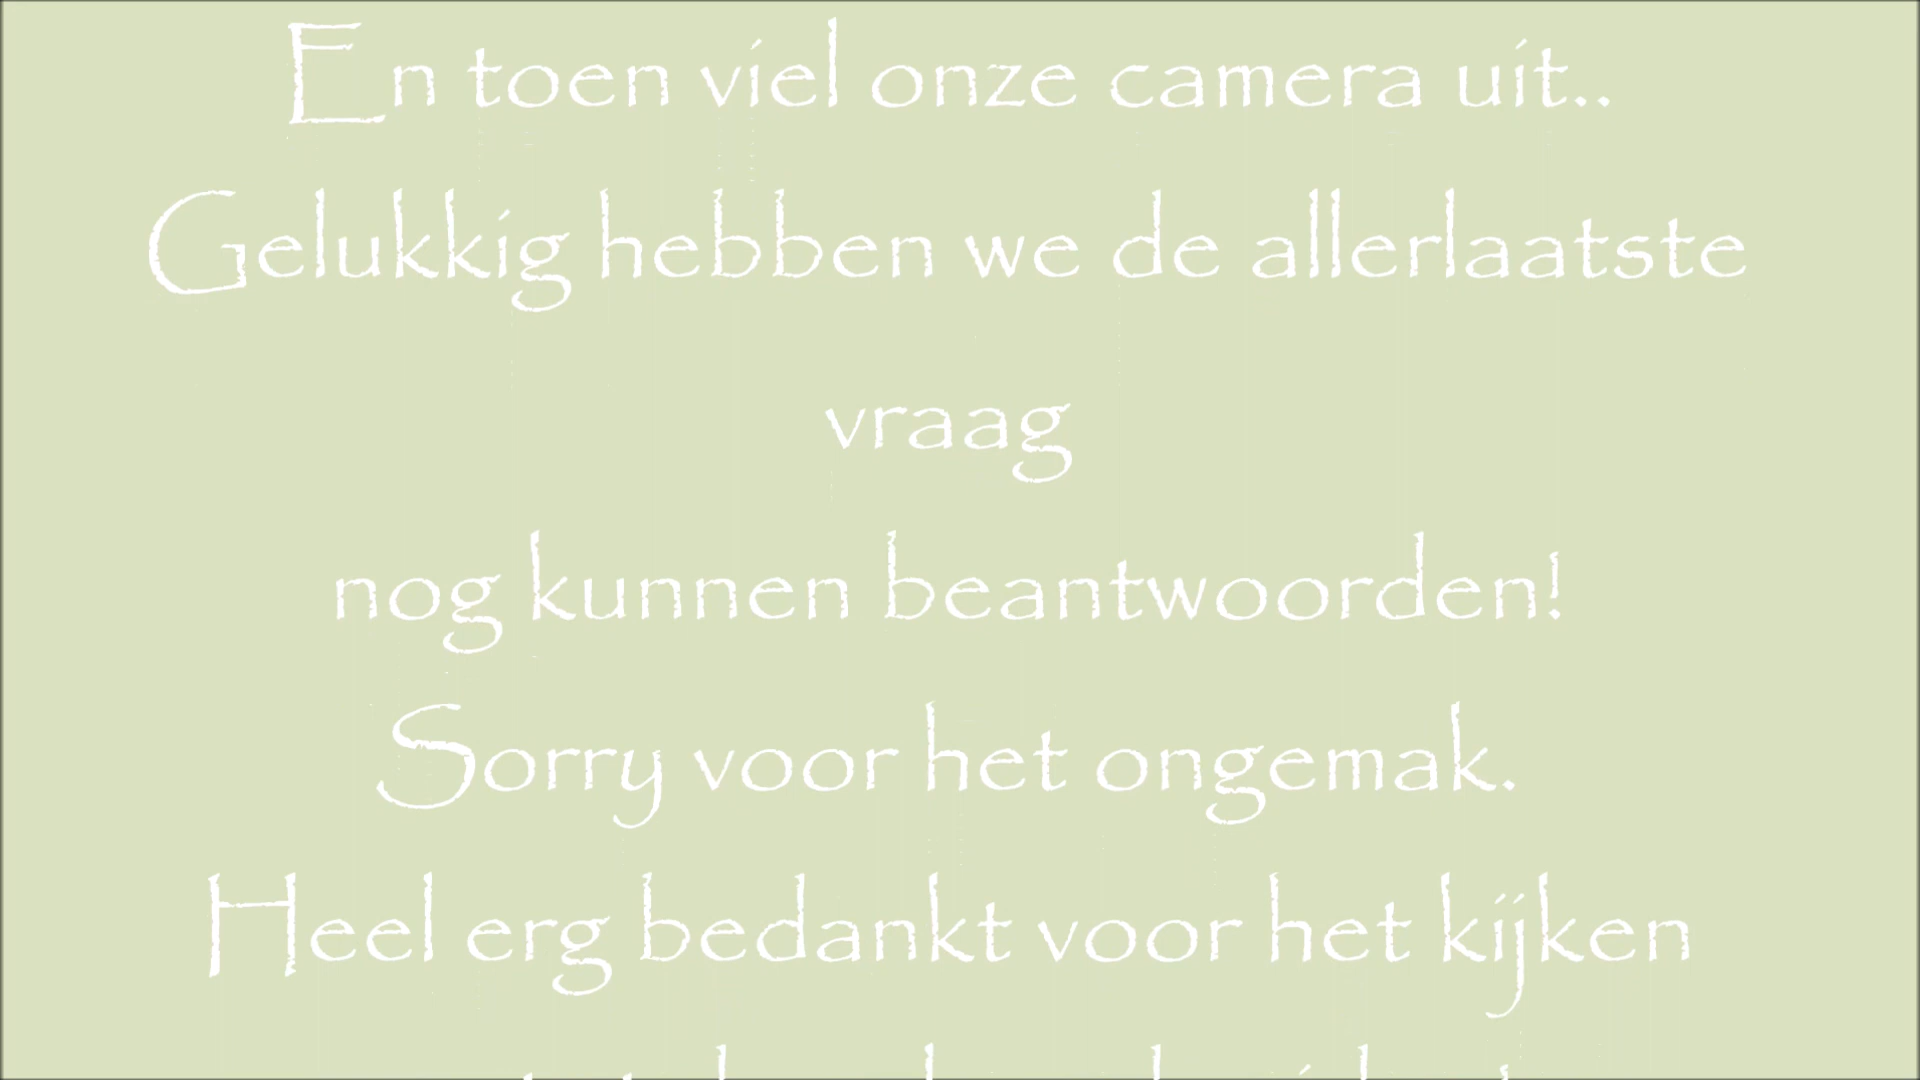 En toen viel onze camera uit..
Gelukkig hebben we de allerlaatste
vraag
nog kunnen beantwoorden!
Sorry voor het ongemak.
Heel erg bedankt voor het kijken